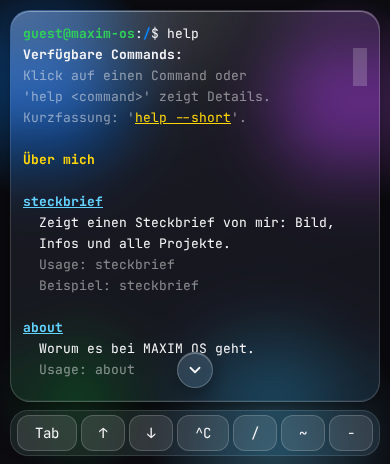 guest@maxim-os:/$ help
Verfügbare Commands:
Klick auf einen Command oder
'help <command>' zeigt Details.
Kurzfassung: 'help --short'.
Über mich
steckbrief
Zeigt einen Steckbrief von mir: Bild,
Infos und alle Projekte.
Usage: steckbrief
Beispiel: steckbrief
about
Worum es bei MAXIM OS geht.
Usage: about
Tab ↑ ↓ ^C / ~ -